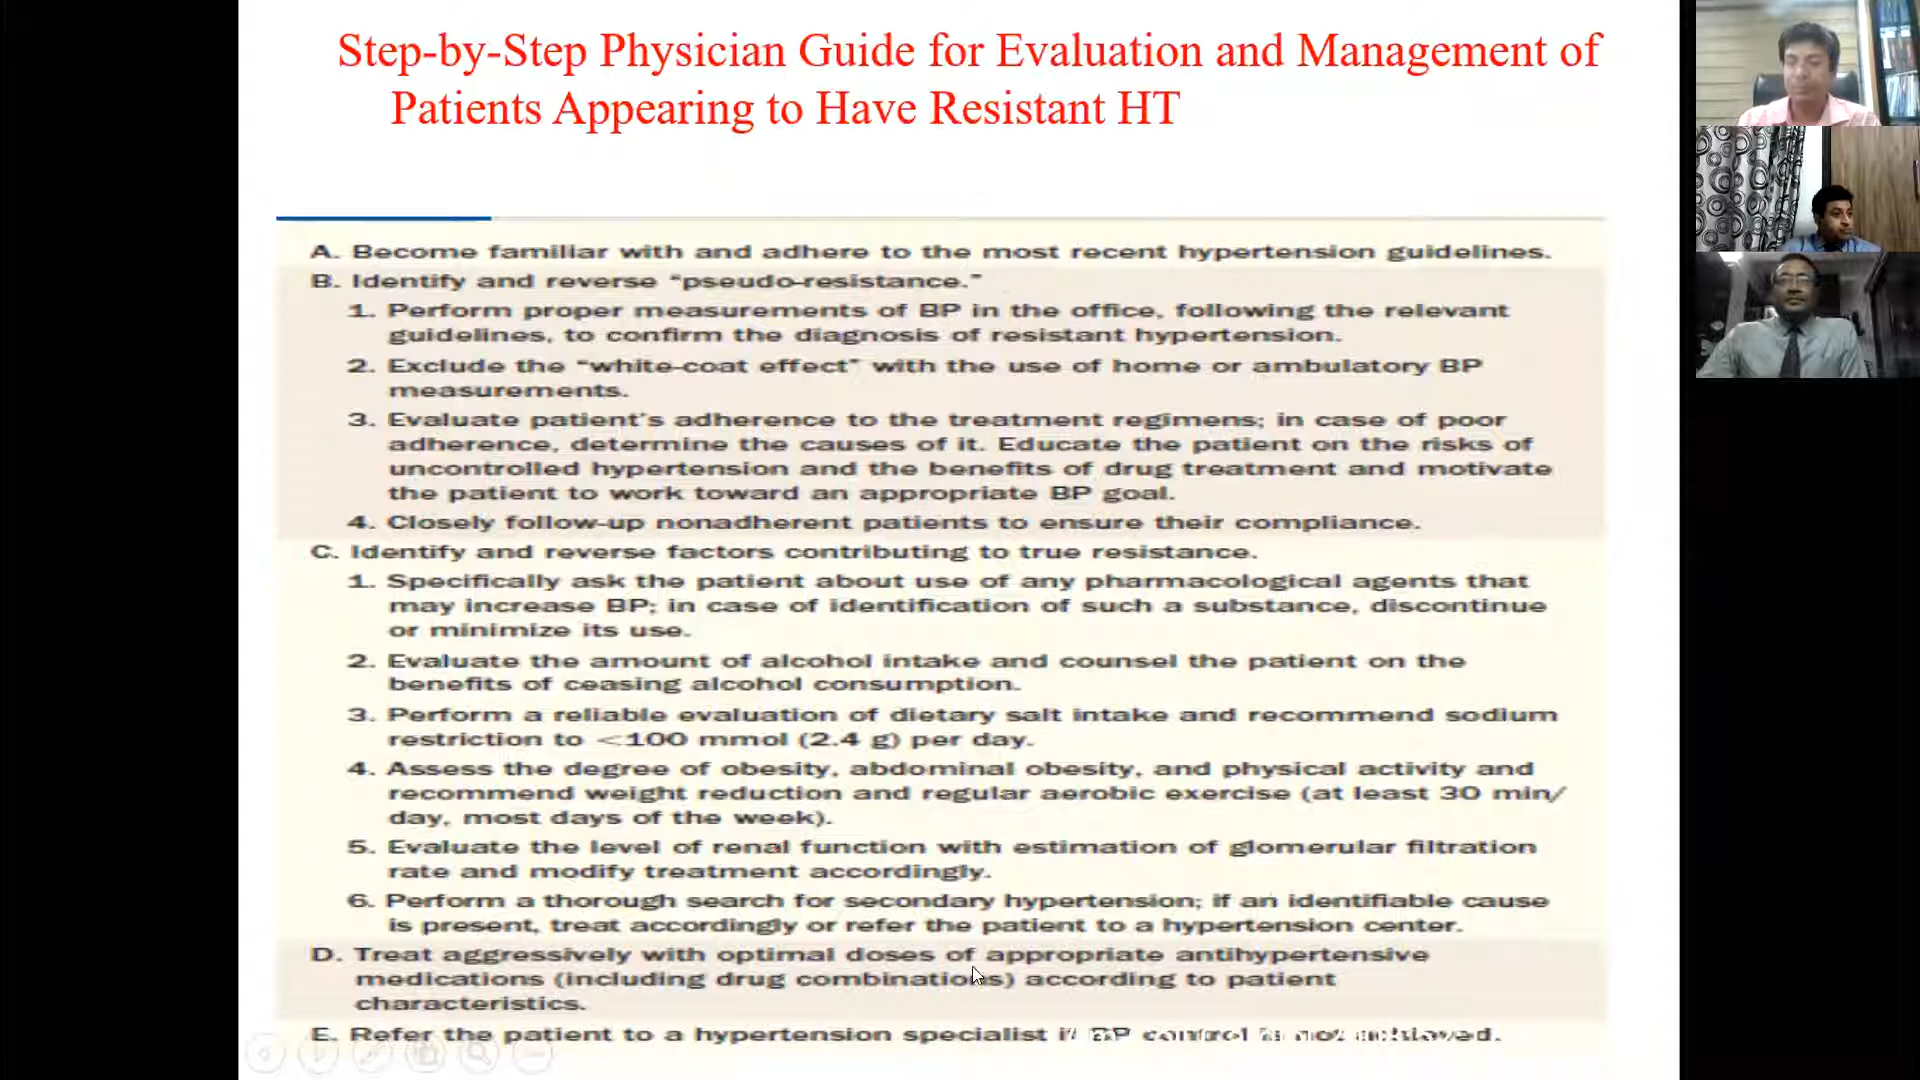 Step-by-Step Physician Guide for Evaluation and Management of
Patients Appearing to Have Resistant HT
A. Become familiar with and adhere to the most recent hypertension guidelines.
B. Identify and reverse "pseudo-resistance."
1. Perform proper measurements of BP in the office, following the relevant
guidelines, to confirm the diagnosis of resistant hypertension.
2. Exclude the "white-coat effect" with the use of home or ambulatory BP
measurements.
3. Evaluate patient's adherence to the treatment regimens; in case of poor
adherence, determine the causes of it. Educate the patient on the risks of
uncontrolled hypertension and the benefits of drug treatment and motivate
the patient to work toward an appropriate BP goal.
4. Closely follow-up nonadherent patients to ensure their compliance.
C. Identify and reverse factors contributing to true resistance.
1. Specifically ask the patient about use of any pharmacological agents that
may increase BP; in case of identification of such a substance, discontinue
or minimize its use.
2. Evaluate the amount of alcohol intake and counsel the patient on the
benefits of ceasing alcohol consumption.
3. Perform a reliable evaluation of dietary salt intake and recommend sodium
restriction to <100 mmol (2.4 g) per day.
4. Assess the degree of obesity, abdominal obesity, and physical activity and
recommend weight reduction and regular aerobic exercise (at least 30 min/
day, most days of the week).
5. Evaluate the level of renal function with estimation of glomerular filtration
rate and modify treatment accordingly.
6. Perform a thorough search for secondary hypertension; if an identifiable cause
is present, treat accordingly or refer the patient to a hypertension center.
D. Treat aggressively with optimal doses of appropriate antihypertensive
medications (including drug combinations) according to patient
characteristics.
E. Refer the patient to a hypertension specialist if BP control